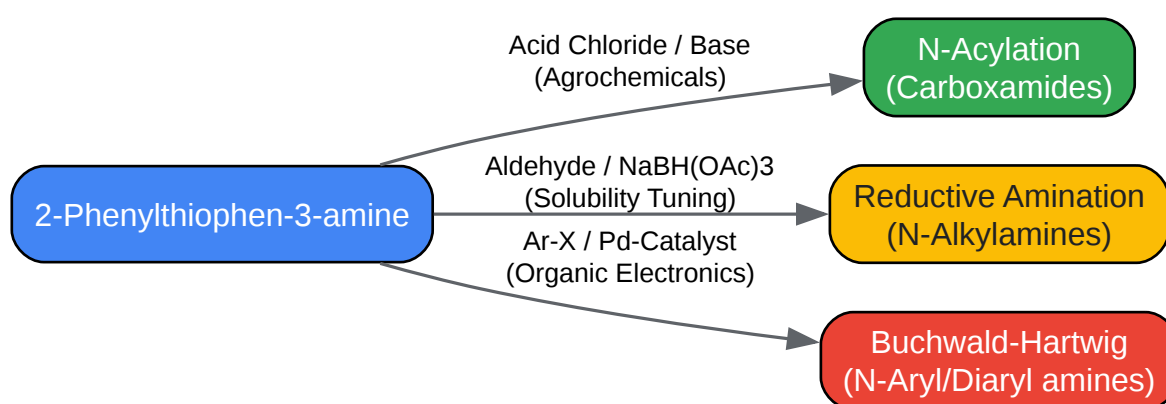 Acid Chloride / Base
(Agrochemicals)
N-Acylation
(Carboxamides)
2-Phenylthiophen-3-amine
Aldehyde / NaBH(OAc)3
(Solubility Tuning)
Reductive Amination
(N-Alkylamines)
Ar-X / Pd-Catalyst
(Organic Electronics)
Buchwald-Hartwig
(N-Aryl/Diaryl amines)